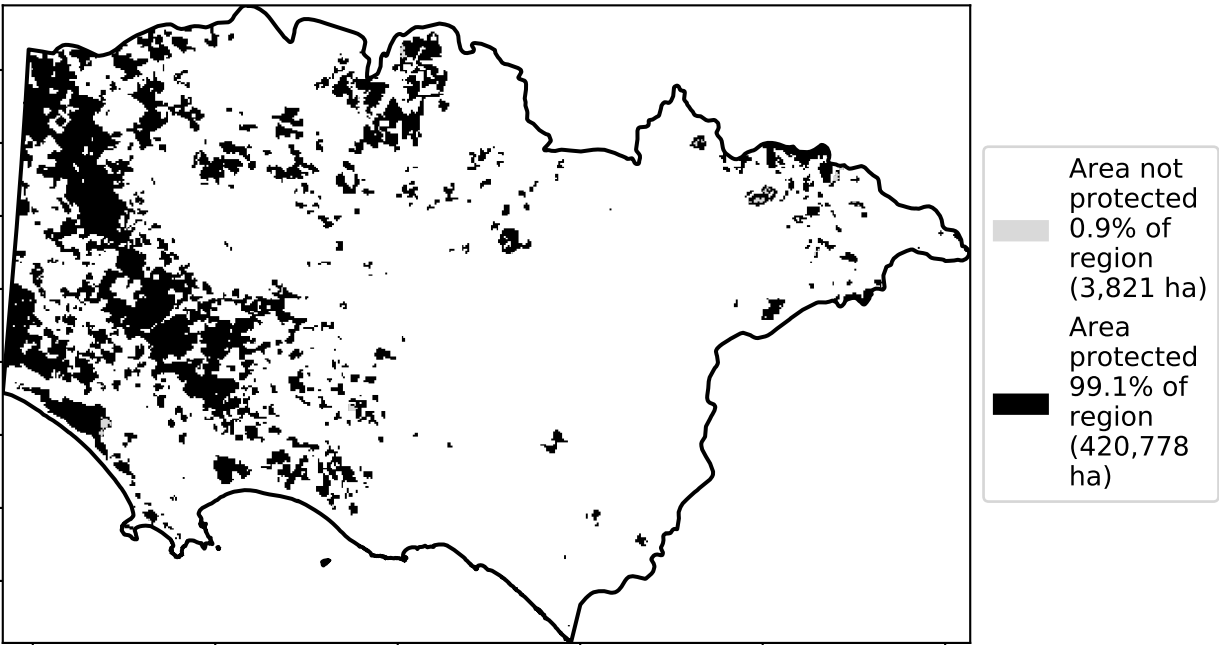 Area not
protected
0.9% of
region
(3,821 ha)
Area
protected
99.1% of
region
(420,778
ha)